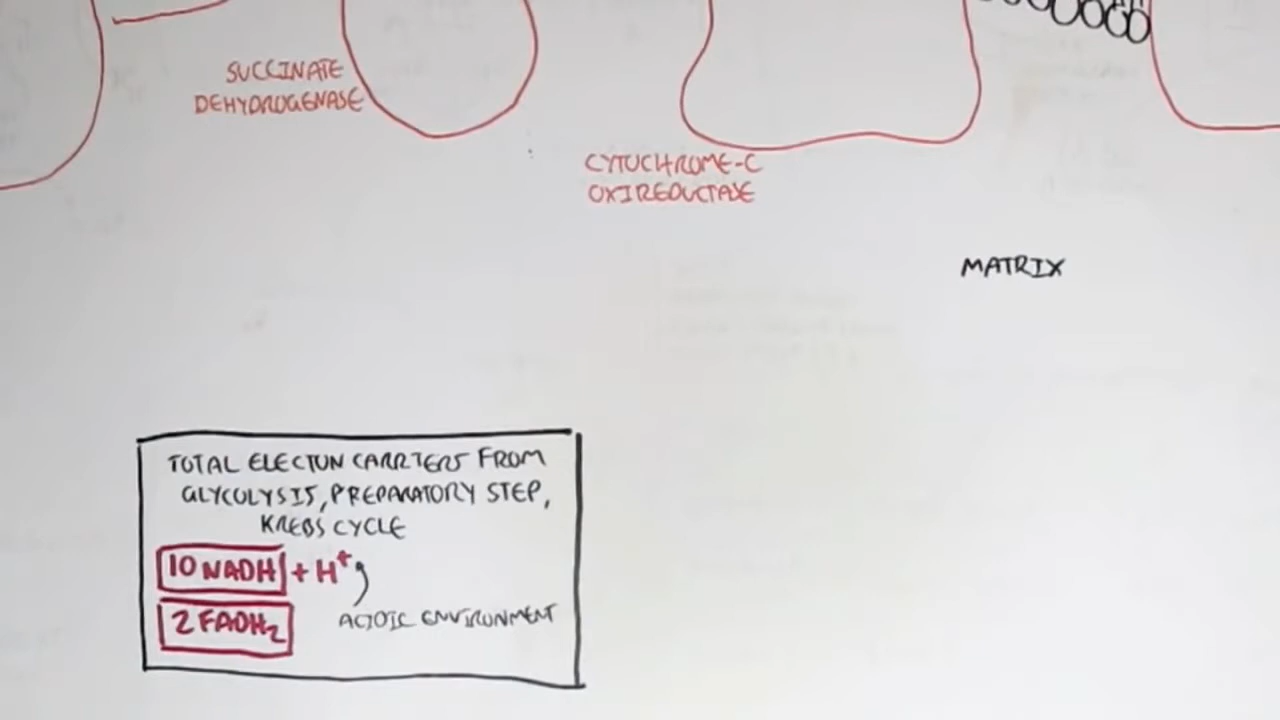 SUCCINATE
DEHYDROGENASE
CYTUCHROME-C
OXIREDUCTASE
MATRIX
TOTAL ELECTUN CARRIERS FROM
GLYCOLYSIS, PREPARATORY STEP,
KREBS CYCLE
10 NADH + H⁺
2 FADH₂
ACIDIC ENVIRONMENT